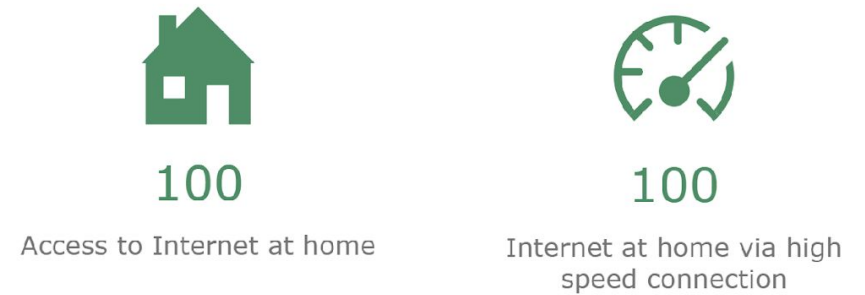 100
Access to Internet at home
100
Internet at home via high
speed connection